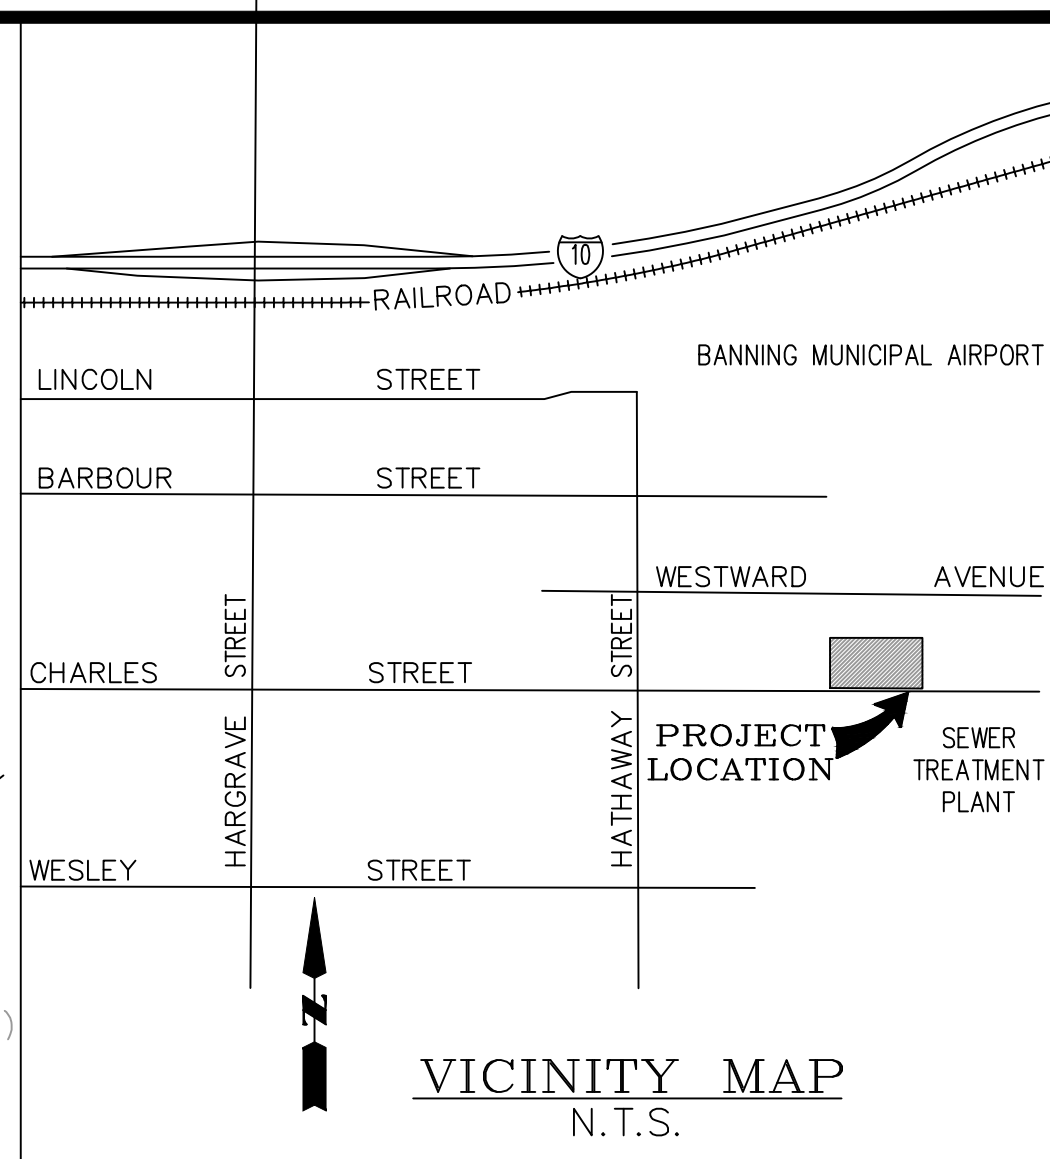 10
RAILROAD
BANNING MUNICIPAL AIRPORT
LINCOLN STREET
BARBOUR STREET
WESTWARD AVENUE
HARGRAVE STREET
HATHAWAY STREET
CHARLES STREET
PROJECT
LOCATION
SEWER
TREATMENT
PLANT
WESLEY STREET
N
VICINITY MAP
N.T.S.